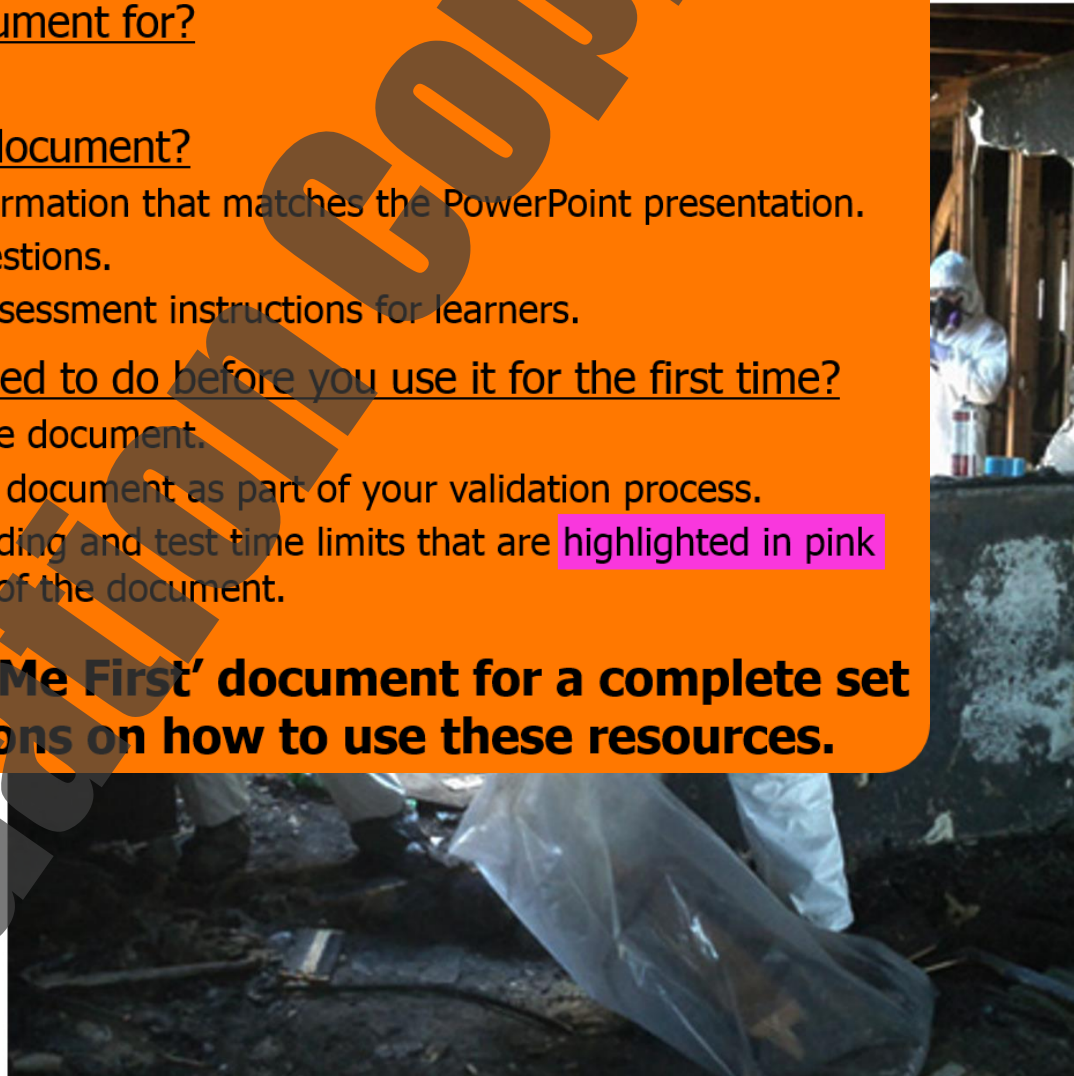 ument for?
document?
rmation that matches the PowerPoint presentation.
estions.
sessment instructions for learners.
ed to do before you use it for the first time?
e document.
document as part of your validation process.
ding and test time limits that are highlighted in pink
of the document.
Me First’ document for a complete set
ons on how to use these resources.
ation cop